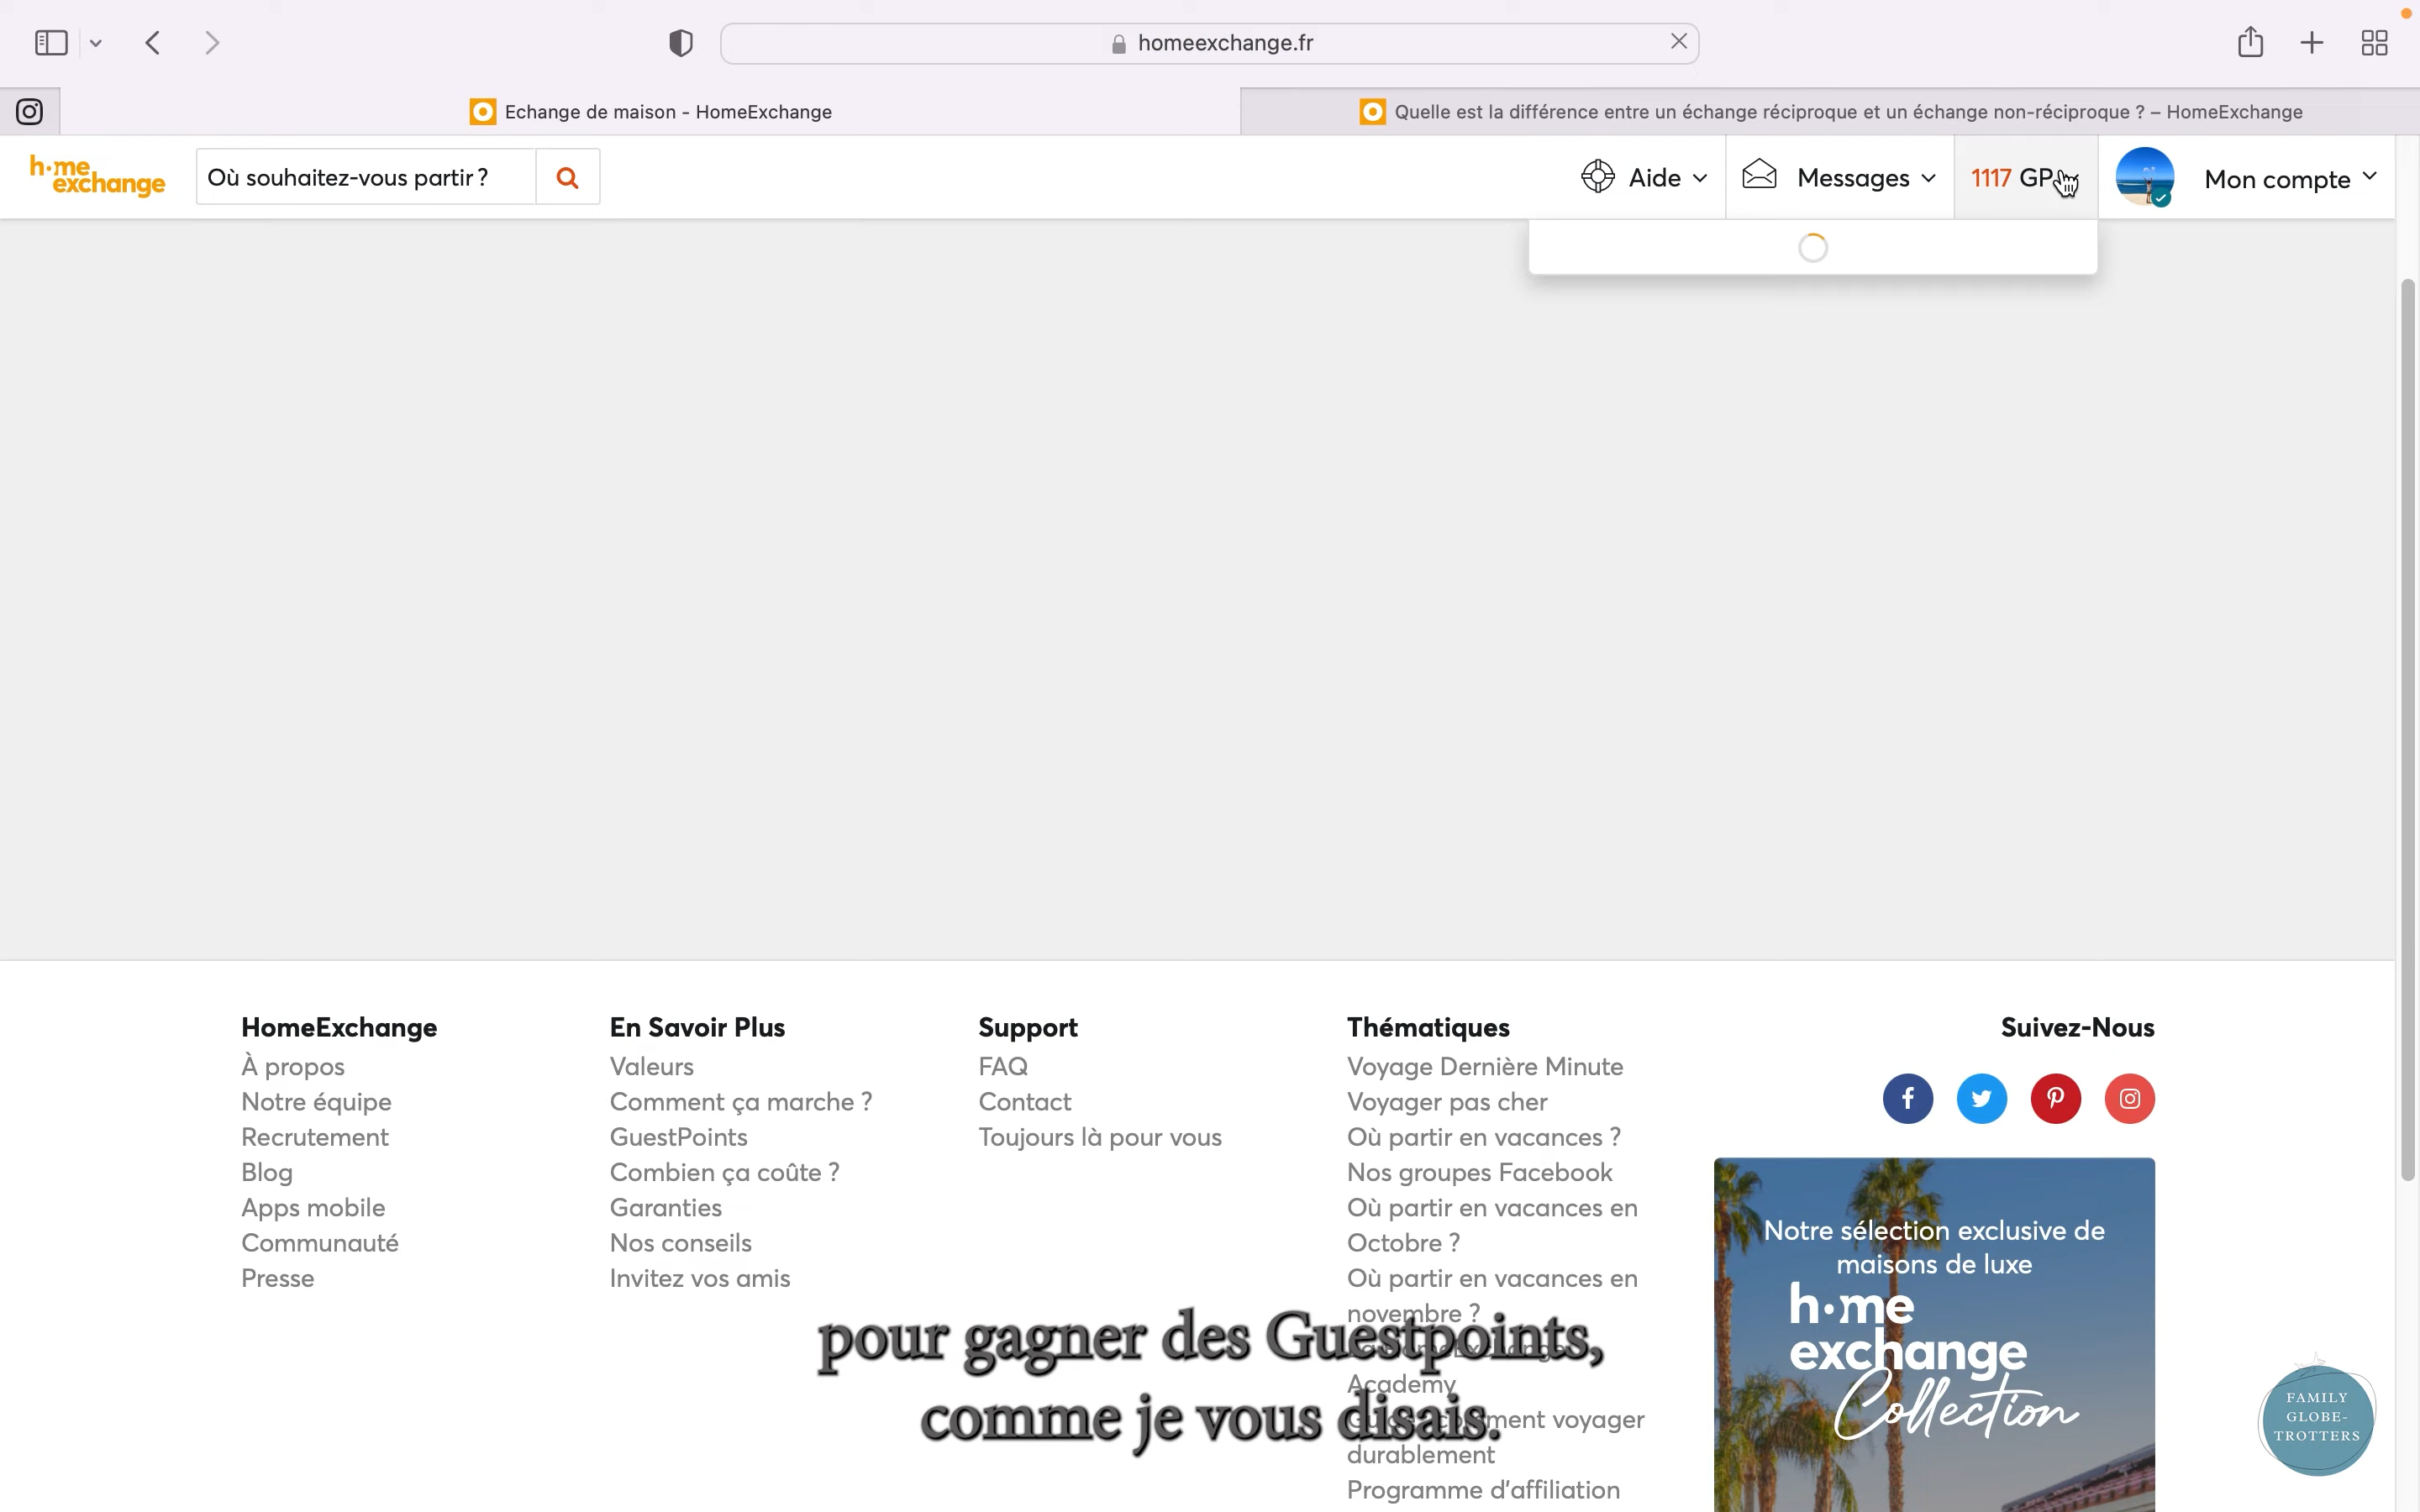 homeexchange.fr
Echange de maison - HomeExchange
Quelle est la différence entre un échange réciproque et un échange non-réciproque ? – HomeExchange
h·me
exchange
Où souhaitez-vous partir ?
Aide
Messages
1117 GP
Mon compte
HomeExchange
À propos
Notre équipe
Recrutement
Blog
Apps mobile
Communauté
Presse
En Savoir Plus
Valeurs
Comment ça marche ?
GuestPoints
Combien ça coûte ?
Garanties
Nos conseils
Invitez vos amis
Support
FAQ
Contact
Toujours là pour vous
Thématiques
Voyage Dernière Minute
Voyager pas cher
Où partir en vacances ?
Nos groupes Facebook
Où partir en vacances en
Octobre ?
Où partir en vacances en
novembre ?
Academy
voyager
durablement
Programme d'affiliation
Suivez-Nous
Notre sélection exclusive de
maisons de luxe
h·me
exchange
Collection
pour gagner des Guestpoints,
comme je vous disais.
FAMILY
GLOBE-
TROTTERS